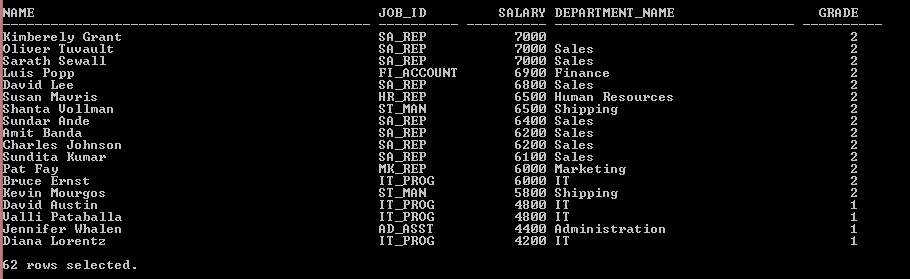 NAME JOB_ID SALARY DEPARTMENT_NAME GRADE
Kimberely Grant SA_REP 7000 2
Oliver Tuvault SA_REP 7000 Sales 2
Sarath Sewall SA_REP 7000 Sales 2
Luis Popp FI_ACCOUNT 6900 Finance 2
David Lee SA_REP 6800 Sales 2
Susan Mavris HR_REP 6500 Human Resources 2
Shanta Vollman ST_MAN 6500 Shipping 2
Sundar Ande SA_REP 6400 Sales 2
Amit Banda SA_REP 6200 Sales 2
Charles Johnson SA_REP 6200 Sales 2
Sundita Kumar SA_REP 6100 Sales 2
Pat Fay MK_REP 6000 Marketing 2
Bruce Ernst IT_PROG 6000 IT 2
Kevin Mourgos ST_MAN 5800 Shipping 2
David Austin IT_PROG 4800 IT 1
Valli Pataballa IT_PROG 4800 IT 1
Jennifer Whalen AD_ASST 4400 Administration 1
Diana Lorentz IT_PROG 4200 IT 1
62 rows selected.